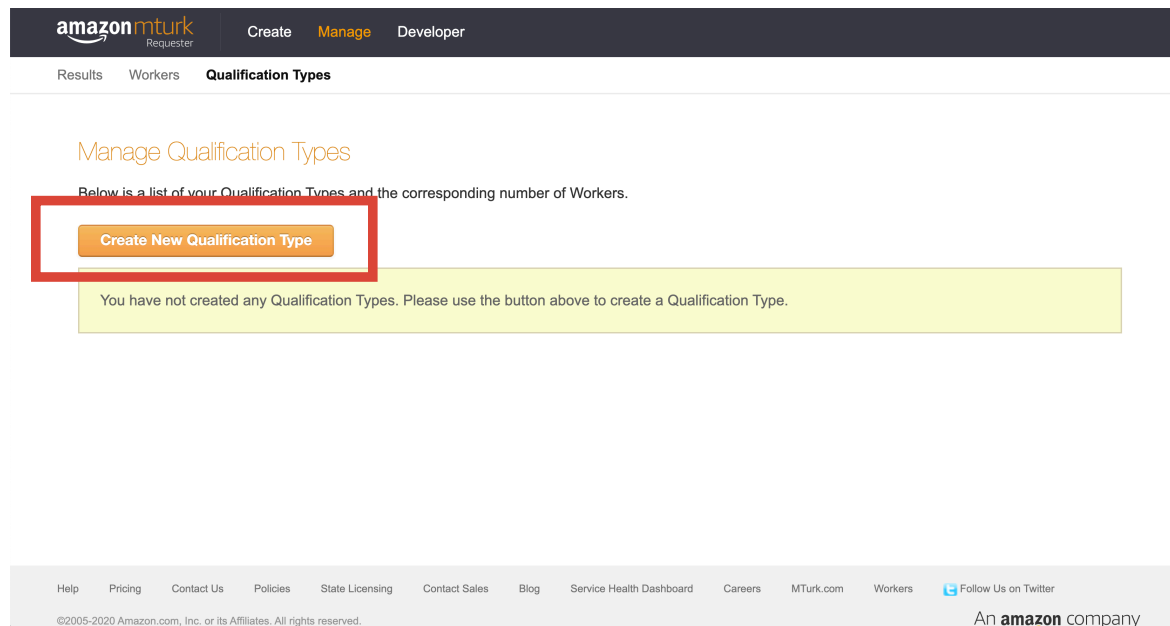 amazon mturk
Requester
Create Manage Developer
Results Workers Qualification Types
Manage Qualification Types
Below is a list of your Qualification Types and the corresponding number of Workers.
Create New Qualification Type
You have not created any Qualification Types. Please use the button above to create a Qualification Type.
Help Pricing Contact Us Policies State Licensing Contact Sales Blog Service Health Dashboard Careers MTurk.com Workers Follow Us on Twitter
©2005-2020 Amazon.com, Inc. or its Affiliates. All rights reserved.
An amazon company